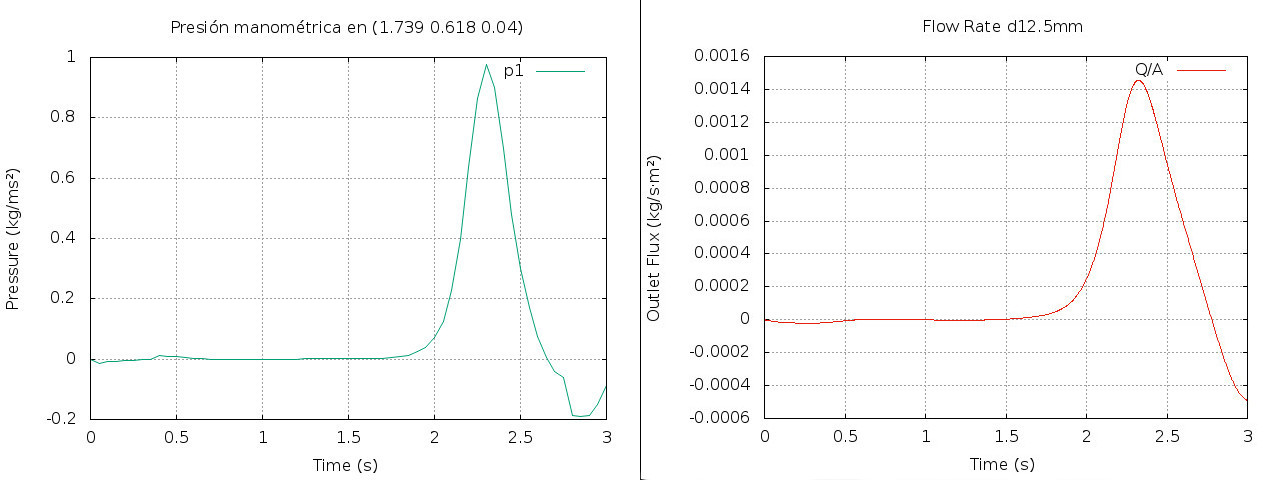 Presión manométrica en (1.739 0.618 0.04)
p1
1
0.8
0.6
0.4
0.2
0
-0.2
Pressure (kg/ms²)
0 0.5 1 1.5 2 2.5 3
Time (s)
Flow Rate d12.5mm
Q/A
0.0016
0.0014
0.0012
0.001
0.0008
0.0006
0.0004
0.0002
0
-0.0002
-0.0004
-0.0006
Outlet Flux (kg/s·m²)
0 0.5 1 1.5 2 2.5 3
Time (s)